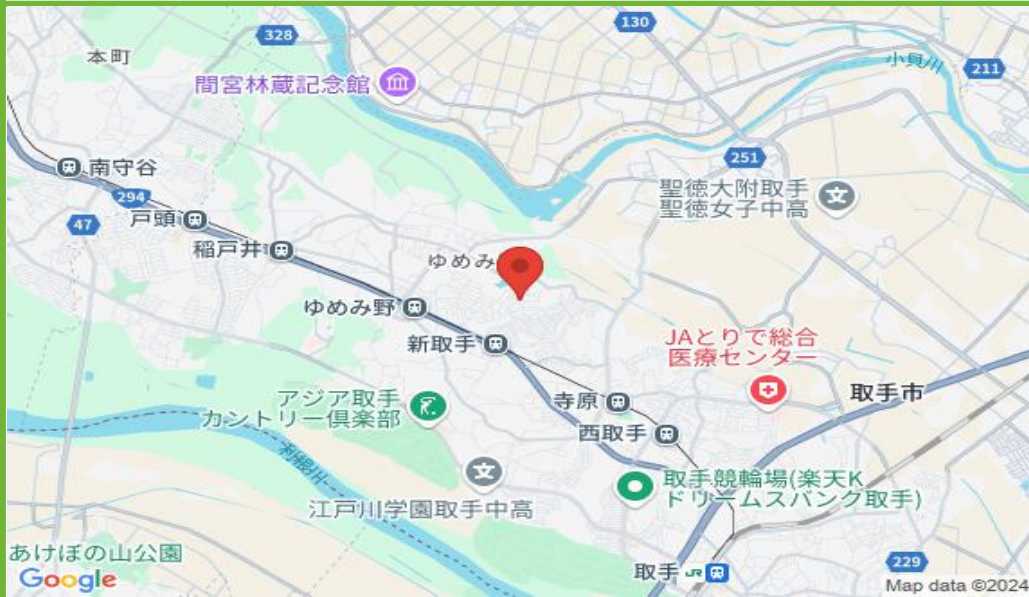 328
130
本町
小貝川
211
間宮林蔵記念館
251
南守谷
聖徳大附取手
聖徳女子中高
294
47
戸頭
稲戸井
ゆめみ
ゆめみ野
新取手
JAとりで総合
医療センター
アジア取手
カントリー倶楽部
寺原
取手市
西取手
利根川
取手競輪場(楽天K
ドリームスバンク取手)
江戸川学園取手中高
あけぼの山公園
229
取手 JR
Google
Map data ©2024